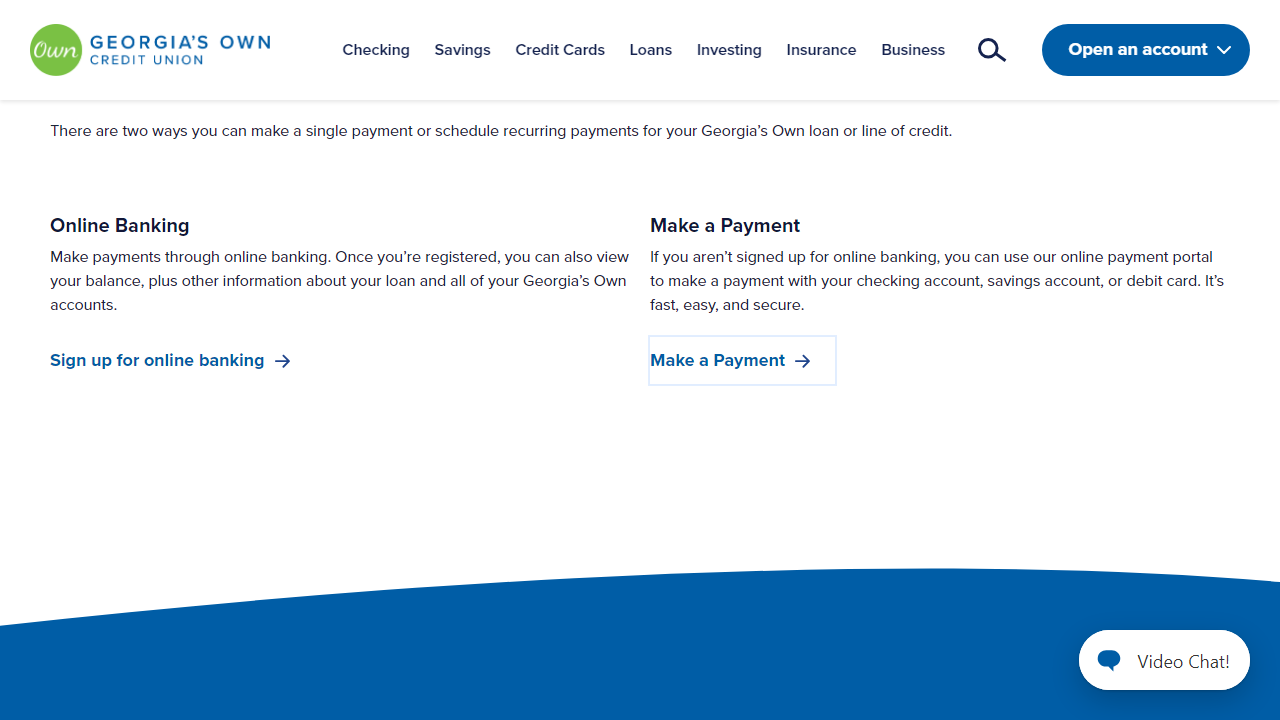 Own
GEORGIA'S OWN
CREDIT UNION
Checking
Savings
Credit Cards
Loans
Investing
Insurance
Business
Open an account
There are two ways you can make a single payment or schedule recurring payments for your Georgia's Own loan or line of credit.
Online Banking
Make payments through online banking. Once you're registered, you can also view
your balance, plus other information about your loan and all of your Georgia's Own
accounts.
Sign up for online banking
Make a Payment
If you aren't signed up for online banking, you can use our online payment portal
to make a payment with your checking account, savings account, or debit card. It's
fast, easy, and secure.
Make a Payment
Video Chat!